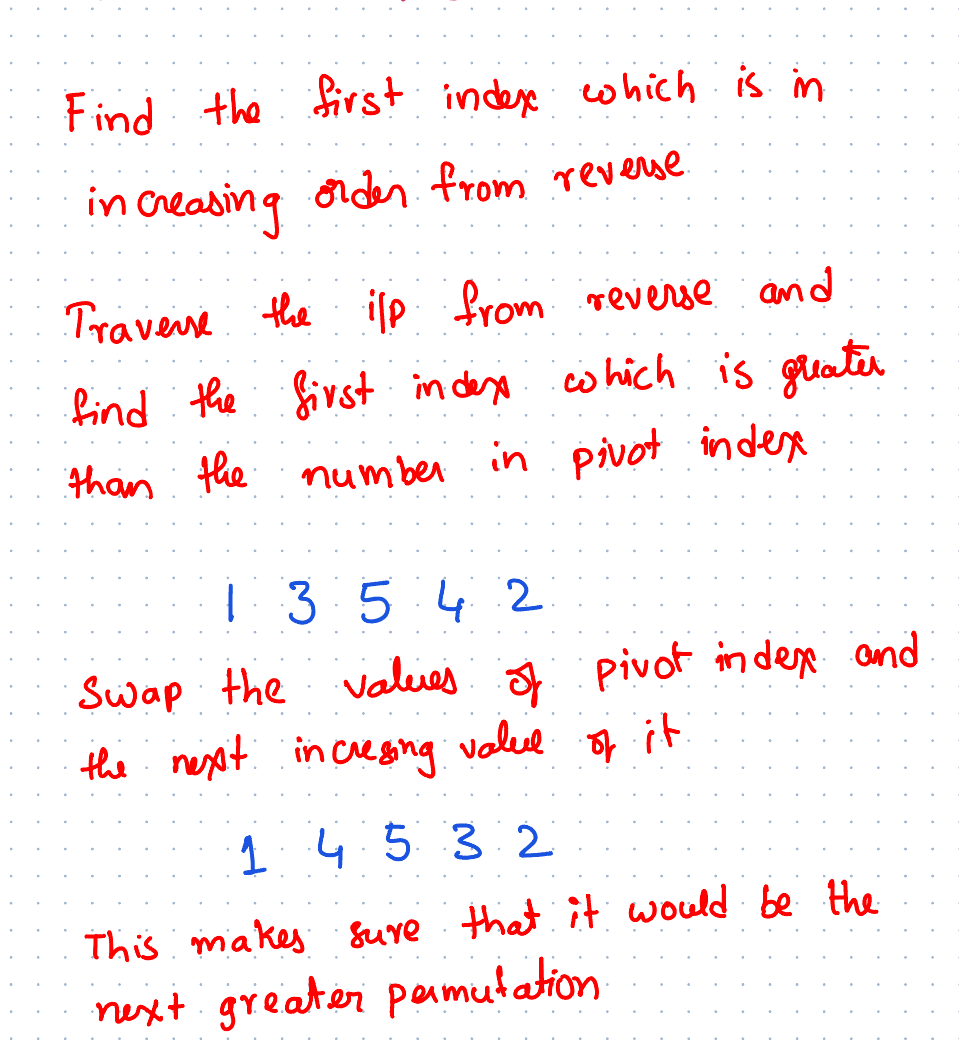 Find the first index which is in
increasing order from reverse
Traverse the i/p from reverse and
find the first index which is greater
than the number in pivot index
1 3 5 4 2
Swap the values of pivot index and
the next incresing value of it
1 4 5 3 2
This makes sure that it would be the
next greater permutation